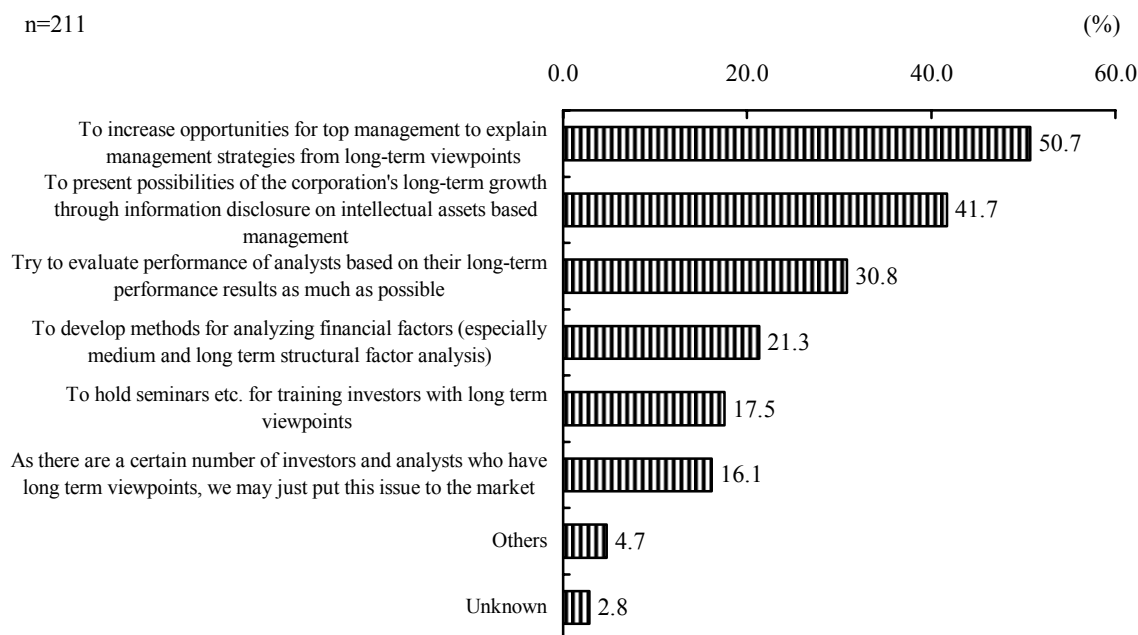 n=211
(%)
0.0 20.0 40.0 60.0
To increase opportunities for top management to explain
management strategies from long-term viewpoints
50.7
To present possibilities of the corporation's long-term growth
through information disclosure on intellectual assets based
management
41.7
Try to evaluate performance of analysts based on their long-term
performance results as much as possible
30.8
To develop methods for analyzing financial factors (especially
medium and long term structural factor analysis)
21.3
To hold seminars etc. for training investors with long term
viewpoints
17.5
As there are a certain number of investors and analysts who have
long term viewpoints, we may just put this issue to the market
16.1
Others
4.7
Unknown
2.8